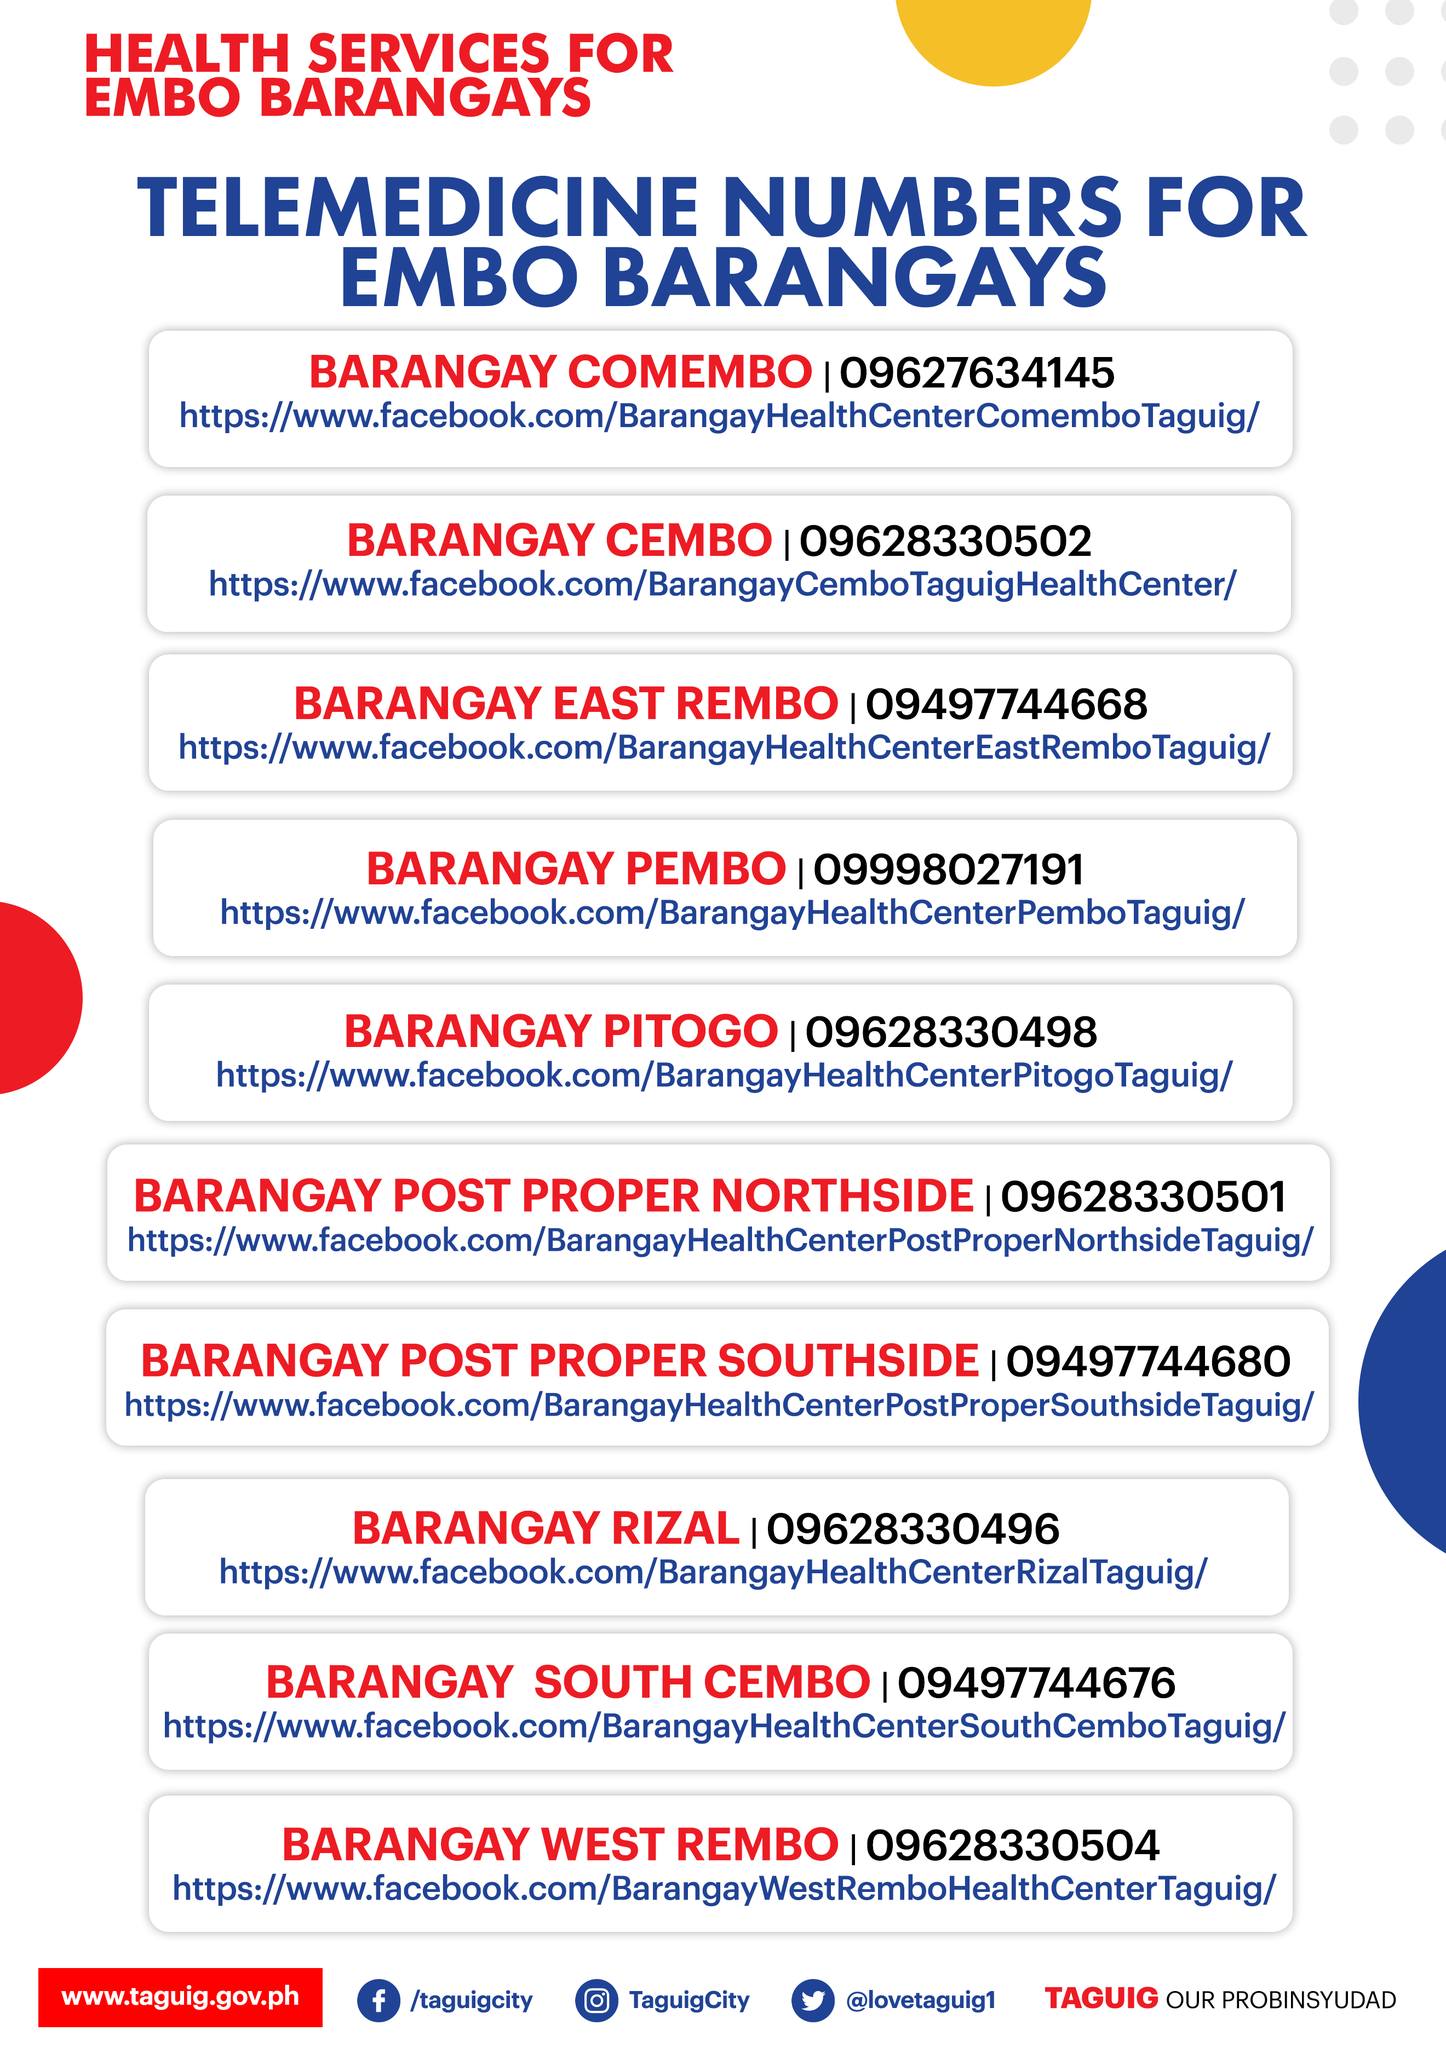 HEALTH SERVICES FOR
EMBO BARANGAYS
TELEMEDICINE NUMBERS FOR
EMBO BARANGAYS
BARANGAY COMEMBO | 09627634145
https://www.facebook.com/BarangayHealthCenterComemboTaguig/
BARANGAY CEMBO | 09628330502
https://www.facebook.com/BarangayCemboTaguigHealthCenter/
BARANGAY EAST REMBO | 09497744668
https://www.facebook.com/BarangayHealthCenterEastRemboTaguig/
BARANGAY PEMBO | 09998027191
https://www.facebook.com/BarangayHealthCenterPemboTaguig/
BARANGAY PITOGO | 09628330498
https://www.facebook.com/BarangayHealthCenterPitogoTaguig/
BARANGAY POST PROPER NORTHSIDE | 09628330501
https://www.facebook.com/BarangayHealthCenterPostProperNorthsideTaguig/
BARANGAY POST PROPER SOUTHSIDE | 09497744680
https://www.facebook.com/BarangayHealthCenterPostProperSouthsideTaguig/
BARANGAY RIZAL | 09628330496
https://www.facebook.com/BarangayHealthCenterRizalTaguig/
BARANGAY SOUTH CEMBO | 09497744676
https://www.facebook.com/BarangayHealthCenterSouthCemboTaguig/
BARANGAY WEST REMBO | 09628330504
https://www.facebook.com/BarangayWestRemboHealthCenterTaguig/
www.taguig.gov.ph /taguigcity TaguigCity @lovetaguig1 TAGUIG OUR PROBINSYUDAD